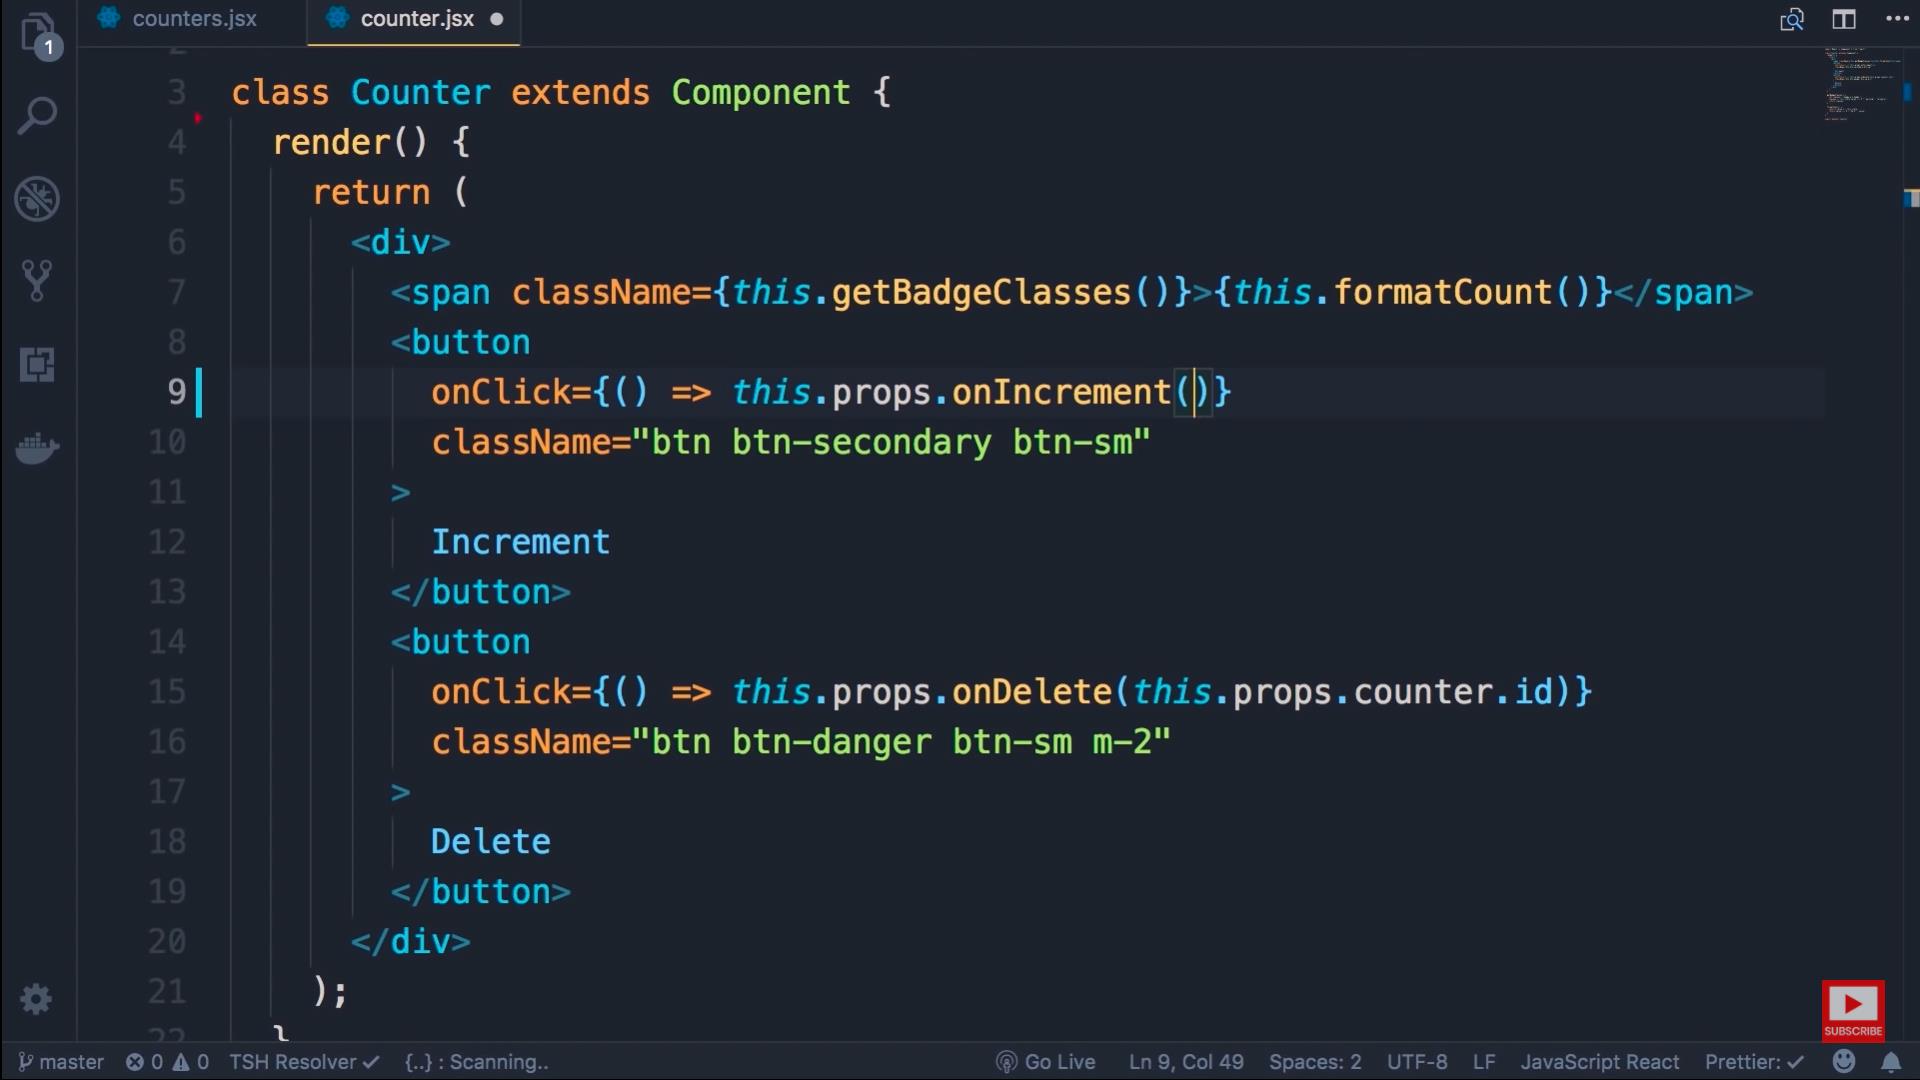 counters.jsx
counter.jsx
1
2
3 class Counter extends Component {
4 render() {
5 return (
6 <div>
7 <span className={this.getBadgeClasses()}>{this.formatCount()}</span>
8 <button
9 onClick={() => this.props.onIncrement()}
10 className="btn btn-secondary btn-sm"
11 >
12 Increment
13 </button>
14 <button
15 onClick={() => this.props.onDelete(this.props.counter.id)}
16 className="btn btn-danger btn-sm m-2"
17 >
18 Delete
19 </button>
20 </div>
21 );
22 }
SUBSCRIBE
master 0 0 TSH Resolver ✓ {..} : Scanning.. Go Live Ln 9, Col 49 Spaces: 2 UTF-8 LF JavaScript React Prettier: ✓